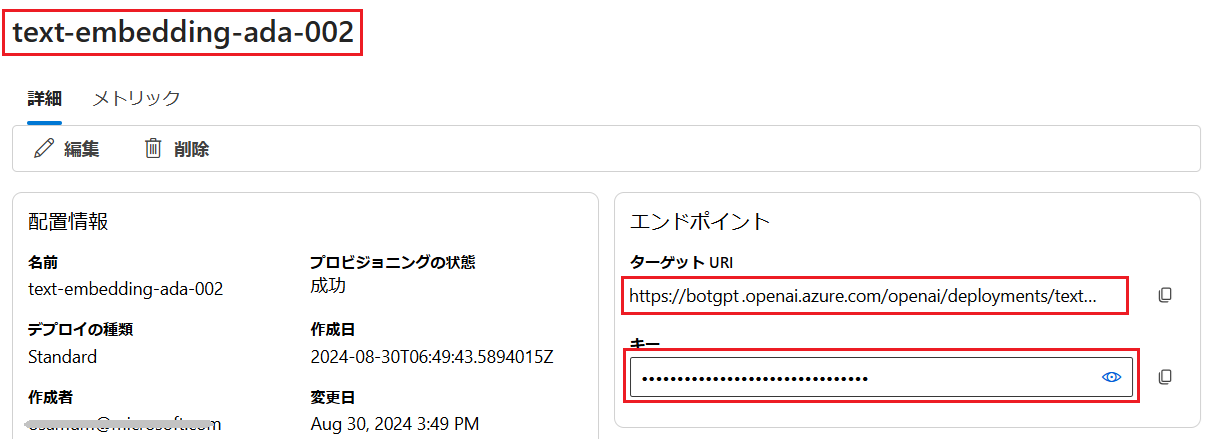 text-embedding-ada-002
詳細 メトリック
編集 削除
配置情報
名前 プロビジョニングの状態
text-embedding-ada-002 成功
デプロイの種類 作成日
Standard 2024-08-30T06:49:43.5894015Z
作成者 変更日
Aug 30, 2024 3:49 PM
エンドポイント
ターゲット URI
https://botgpt.openai.azure.com/openai/deployments/text...
キー
••••••••••••••••••••••••••••••••